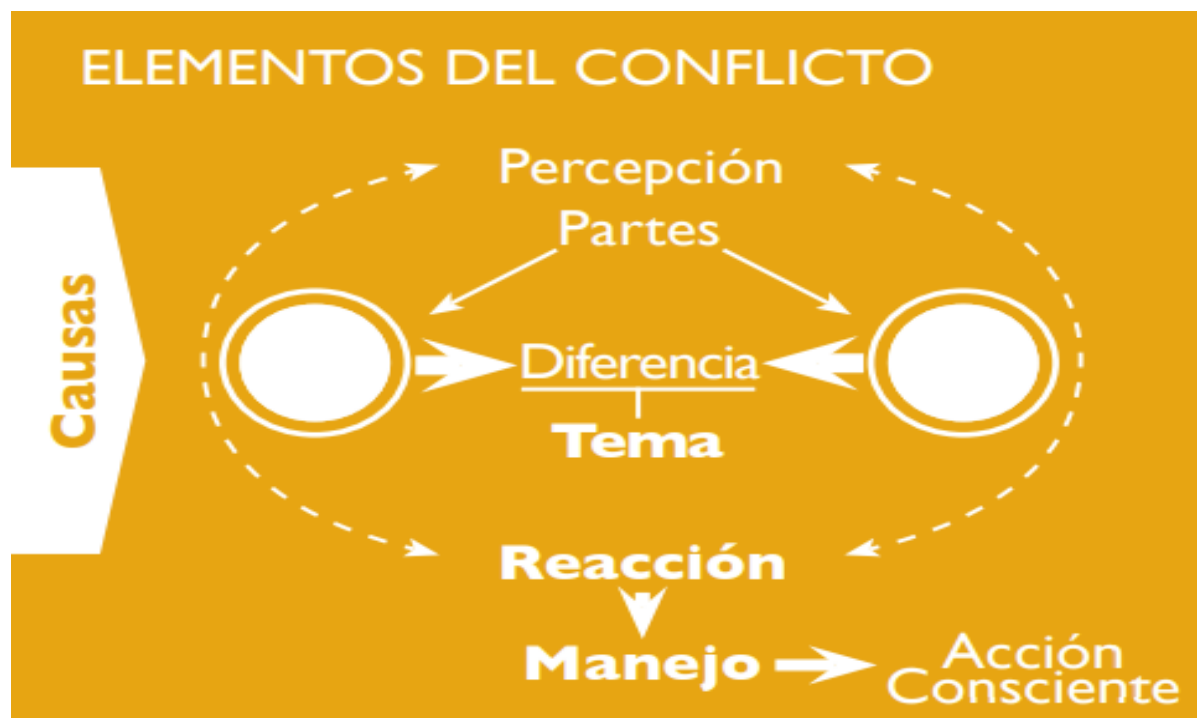 ELEMENTOS DEL CONFLICTO
Percepción
Partes
Causas
Diferencia
Tema
Reacción
Manejo
Acción
Consciente